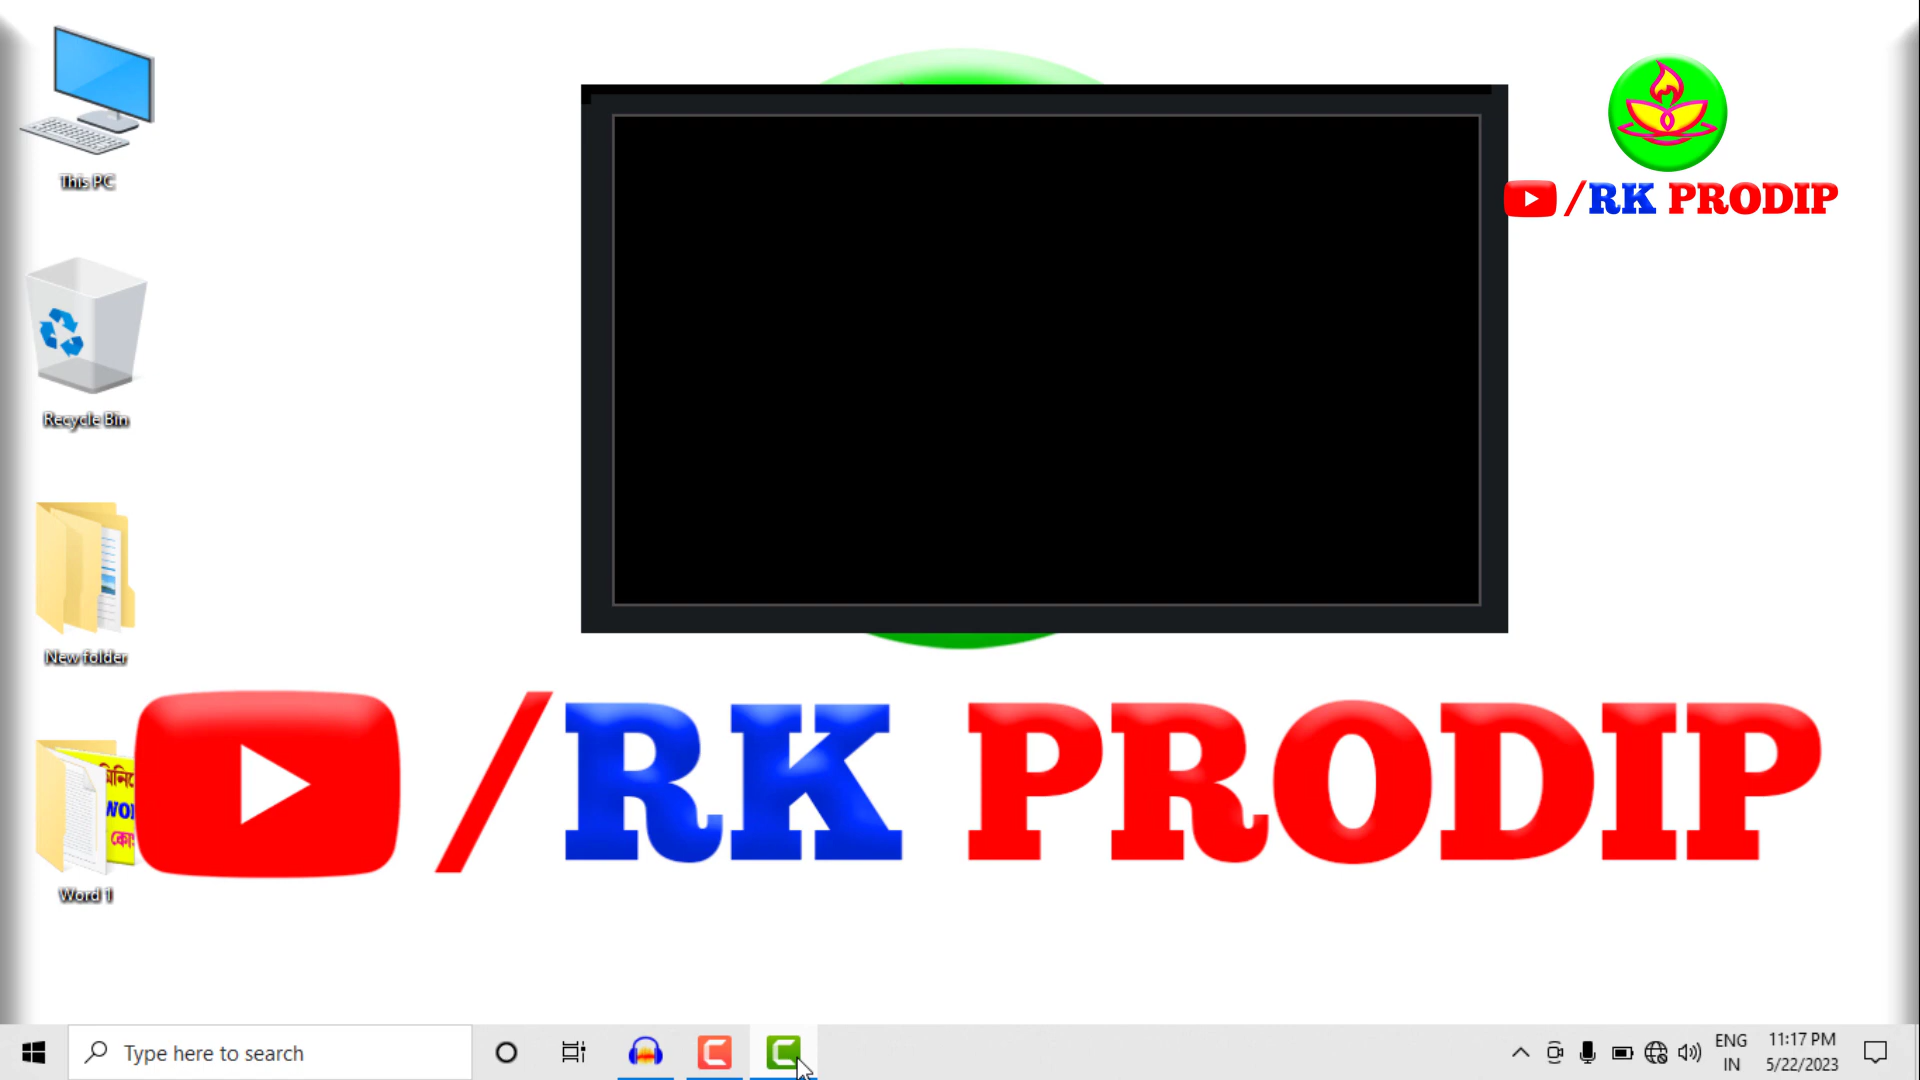 This PC
/RK PRODIP
Recycle Bin
New folder
/RK PRODIP
WO
Word 1
Type here to search
ENG
IN
11:17 PM
5/22/2023